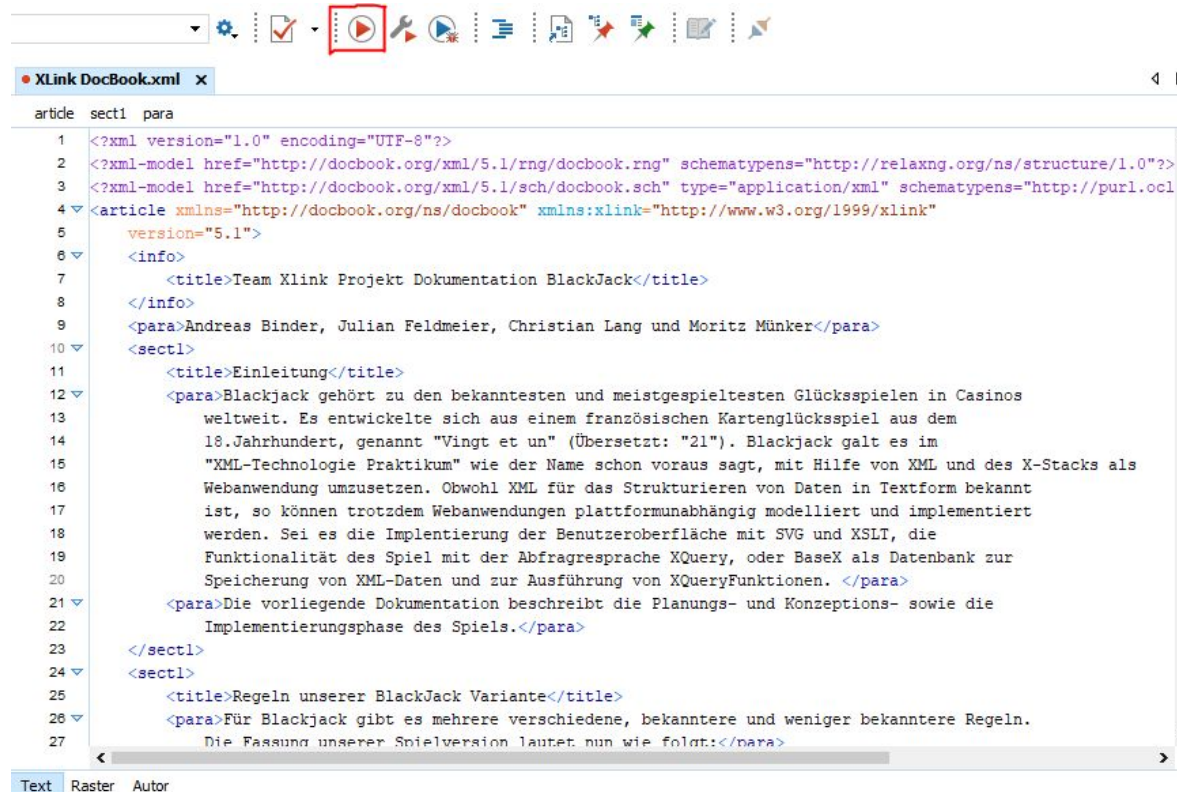 XLink DocBook.xml x
article sect1 para
1 <?xml version="1.0" encoding="UTF-8"?>
2 <?xml-model href="http://docbook.org/xml/5.1/rng/docbook.rng" schematypens="http://relaxng.org/ns/structure/1.0"?>
3 <?xml-model href="http://docbook.org/xml/5.1/sch/docbook.sch" type="application/xml" schematypens="http://purl.ocl
4 <article xmlns="http://docbook.org/ns/docbook" xmlns:xlink="http://www.w3.org/1999/xlink"
5 version="5.1">
6 <info>
7 <title>Team Xlink Projekt Dokumentation BlackJack</title>
8 </info>
9 <para>Andreas Binder, Julian Feldmeier, Christian Lang und Moritz Münker</para>
10 <sect1>
11 <title>Einleitung</title>
12 <para>Blackjack gehört zu den bekanntesten und meistgespieltesten Glücksspielen in Casinos
13 weltweit. Es entwickelte sich aus einem französischen Kartenglücksspiel aus dem
14 18.Jahrhundert, genannt "Vingt et un" (Übersetzt: "21"). Blackjack galt es im
15 "XML-Technologie Praktikum" wie der Name schon voraus sagt, mit Hilfe von XML und des X-Stacks als
16 Webanwendung umzusetzen. Obwohl XML für das Strukturieren von Daten in Textform bekannt
17 ist, so können trotzdem Webanwendungen plattformunabhängig modelliert und implementiert
18 werden. Sei es die Implentierung der Benutzeroberfläche mit SVG und XSLT, die
19 Funktionalität des Spiel mit der Abfragresprache XQuery, oder BaseX als Datenbank zur
20 Speicherung von XML-Daten und zur Ausführung von XQueryFunktionen. </para>
21 <para>Die vorliegende Dokumentation beschreibt die Planungs- und Konzeptions- sowie die
22 Implementierungsphase des Spiels.</para>
23 </sect1>
24 <sect1>
25 <title>Regeln unserer BlackJack Variante</title>
26 <para>Für Blackjack gibt es mehrere verschiedene, bekanntere und weniger bekanntere Regeln.
27 Die Fassung unserer Spielversion lautet nun wie folgt:</para>
Text Raster Autor